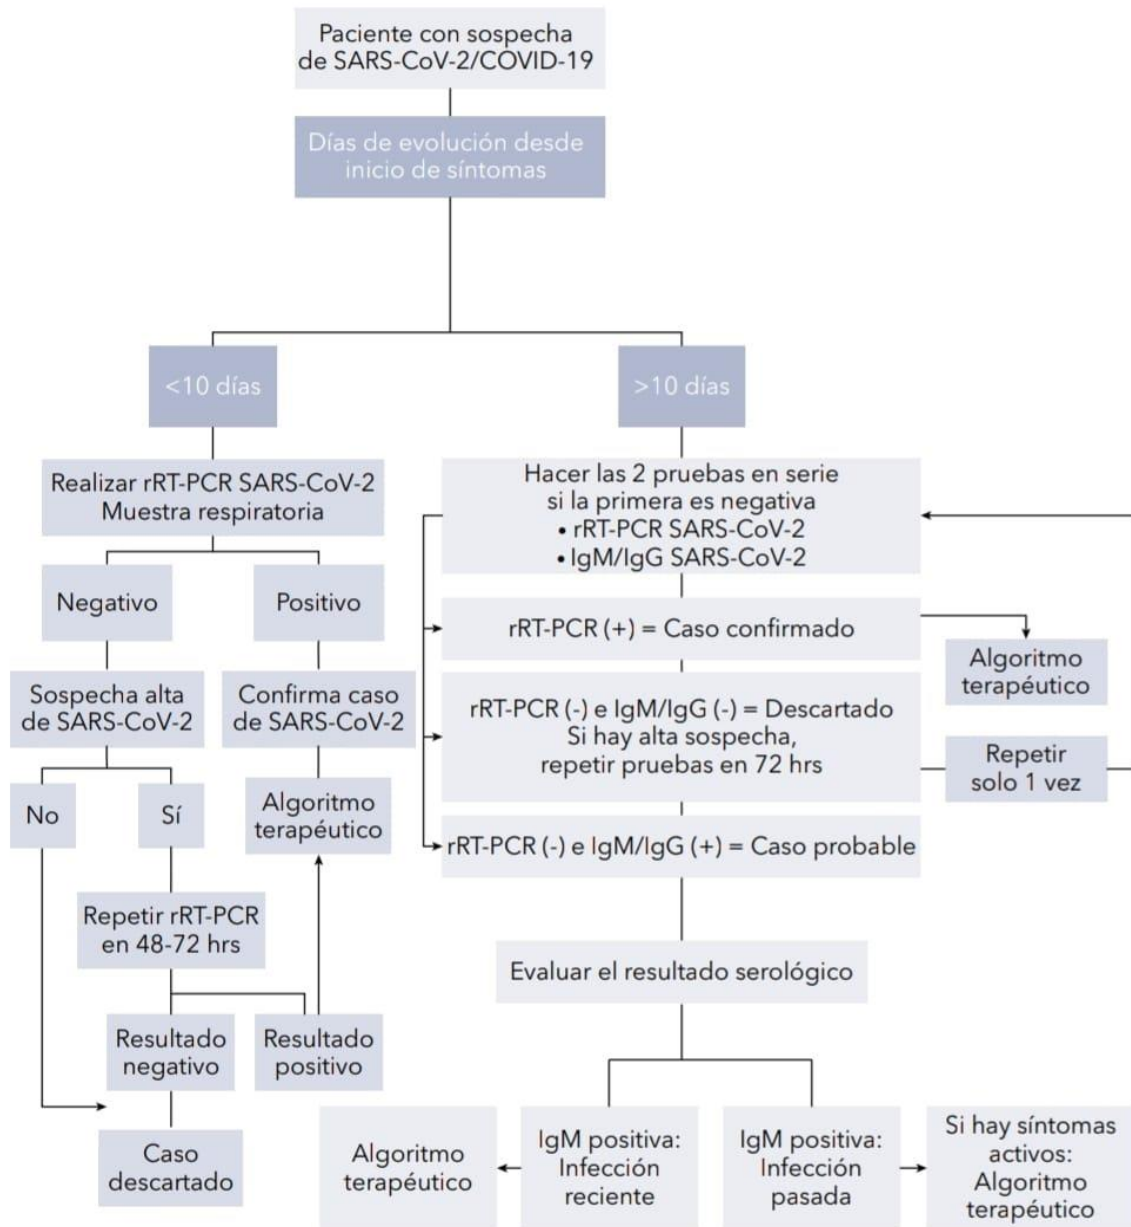 Paciente con sospecha
de SARS-CoV-2/COVID-19
Días de evolución desde
inicio de síntomas
<10 días
>10 días
Realizar rRT-PCR SARS-CoV-2
Muestra respiratoria
Negativo
Positivo
Sospecha alta
de SARS-CoV-2
Confirma caso
de SARS-CoV-2
No
Sí
Algoritmo
terapéutico
Repetir rRT-PCR
en 48-72 hrs
Resultado
negativo
Resultado
positivo
Caso
descartado
Hacer las 2 pruebas en serie
si la primera es negativa
• rRT-PCR SARS-CoV-2
• IgM/IgG SARS-CoV-2
rRT-PCR (+) = Caso confirmado
Algoritmo
terapéutico
rRT-PCR (-) e IgM/IgG (-) = Descartado
Si hay alta sospecha,
repetir pruebas en 72 hrs
Repetir
solo 1 vez
rRT-PCR (-) e IgM/IgG (+) = Caso probable
Evaluar el resultado serológico
Algoritmo
terapéutico
IgM positiva:
Infección
reciente
IgM positiva:
Infección
pasada
Si hay síntomas
activos:
Algoritmo
terapéutico